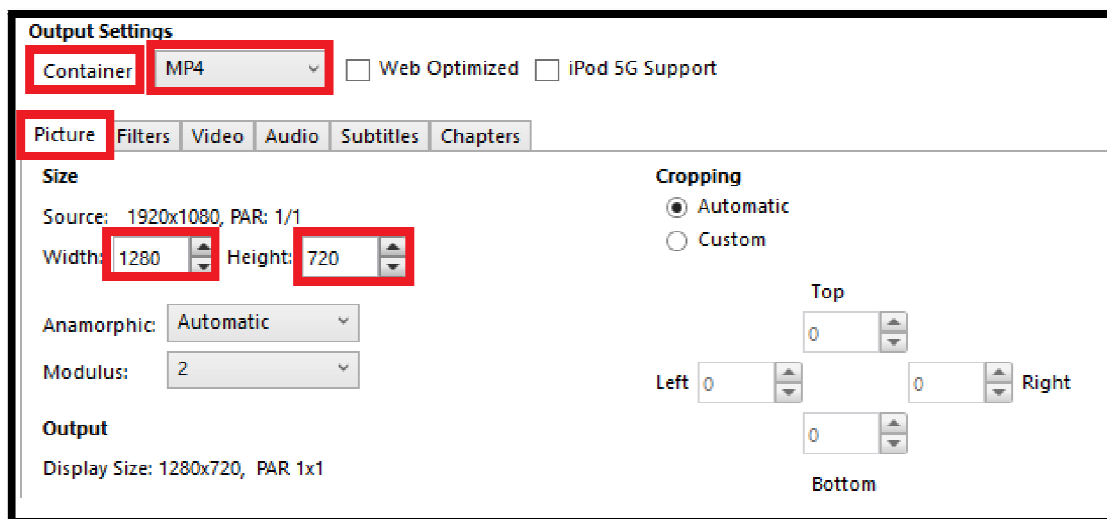 Output Settings
Container MP4 Web Optimized iPod 5G Support
Picture Filters Video Audio Subtitles Chapters
Size
Source: 1920x1080, PAR: 1/1
Width: 1280 Height: 720
Anamorphic: Automatic
Modulus: 2
Output
Display Size: 1280x720, PAR 1x1
Cropping
Automatic
Custom
Top
0
Left 0 0 Right
0
Bottom